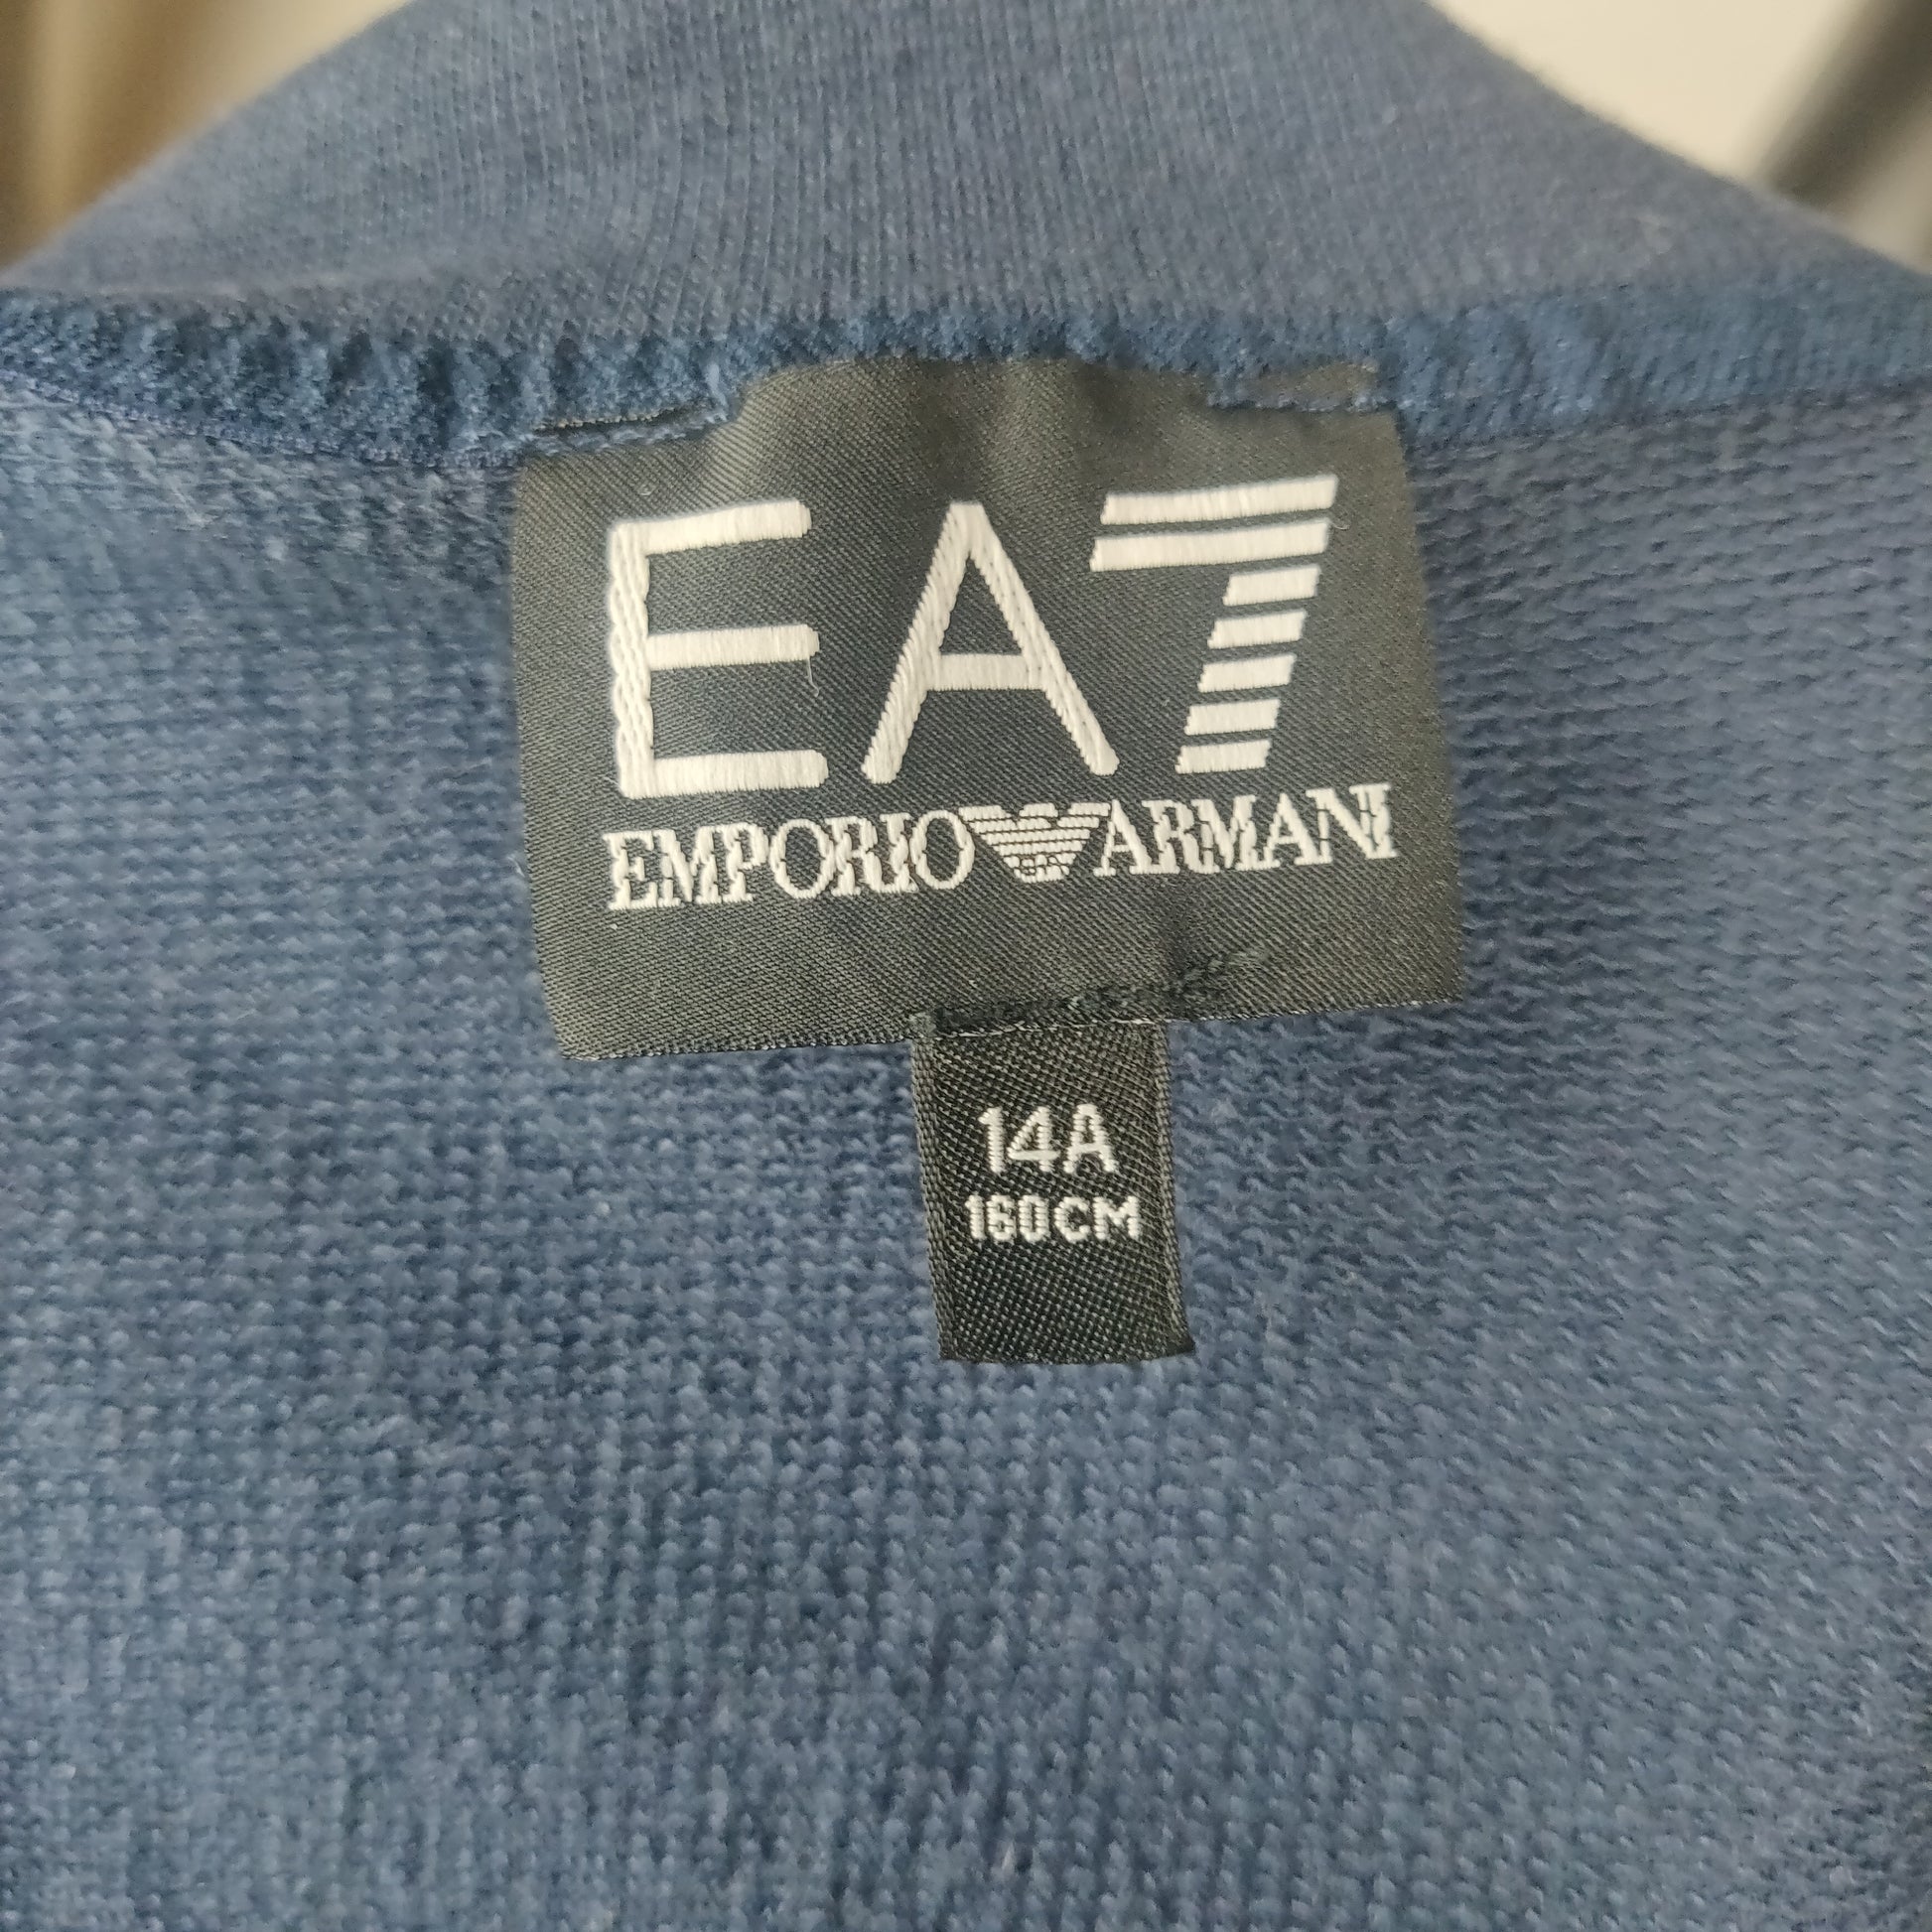 EA7
EMPORIO ARMANI
14A
160CM